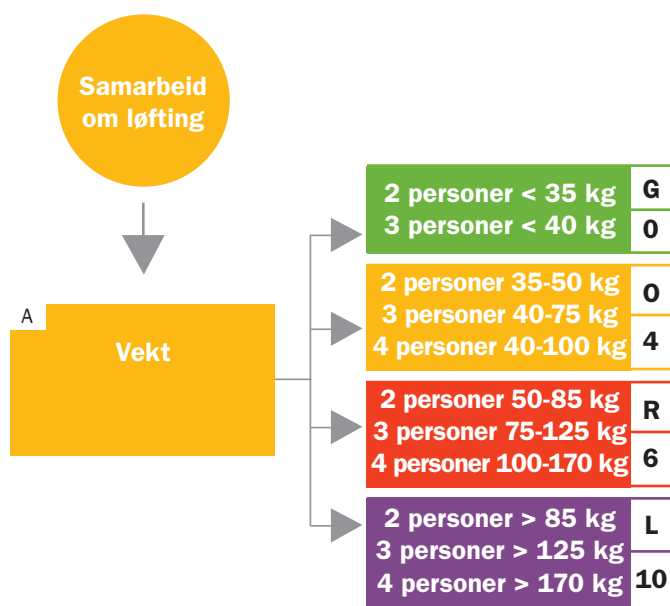 Samarbeid
om løfting
A
Vekt
2 personer < 35 kg
3 personer < 40 kg
G
0
2 personer 35-50 kg
3 personer 40-75 kg
4 personer 40-100 kg
O
4
2 personer 50-85 kg
3 personer 75-125 kg
4 personer 100-170 kg
R
6
2 personer > 85 kg
3 personer > 125 kg
4 personer > 170 kg
L
10